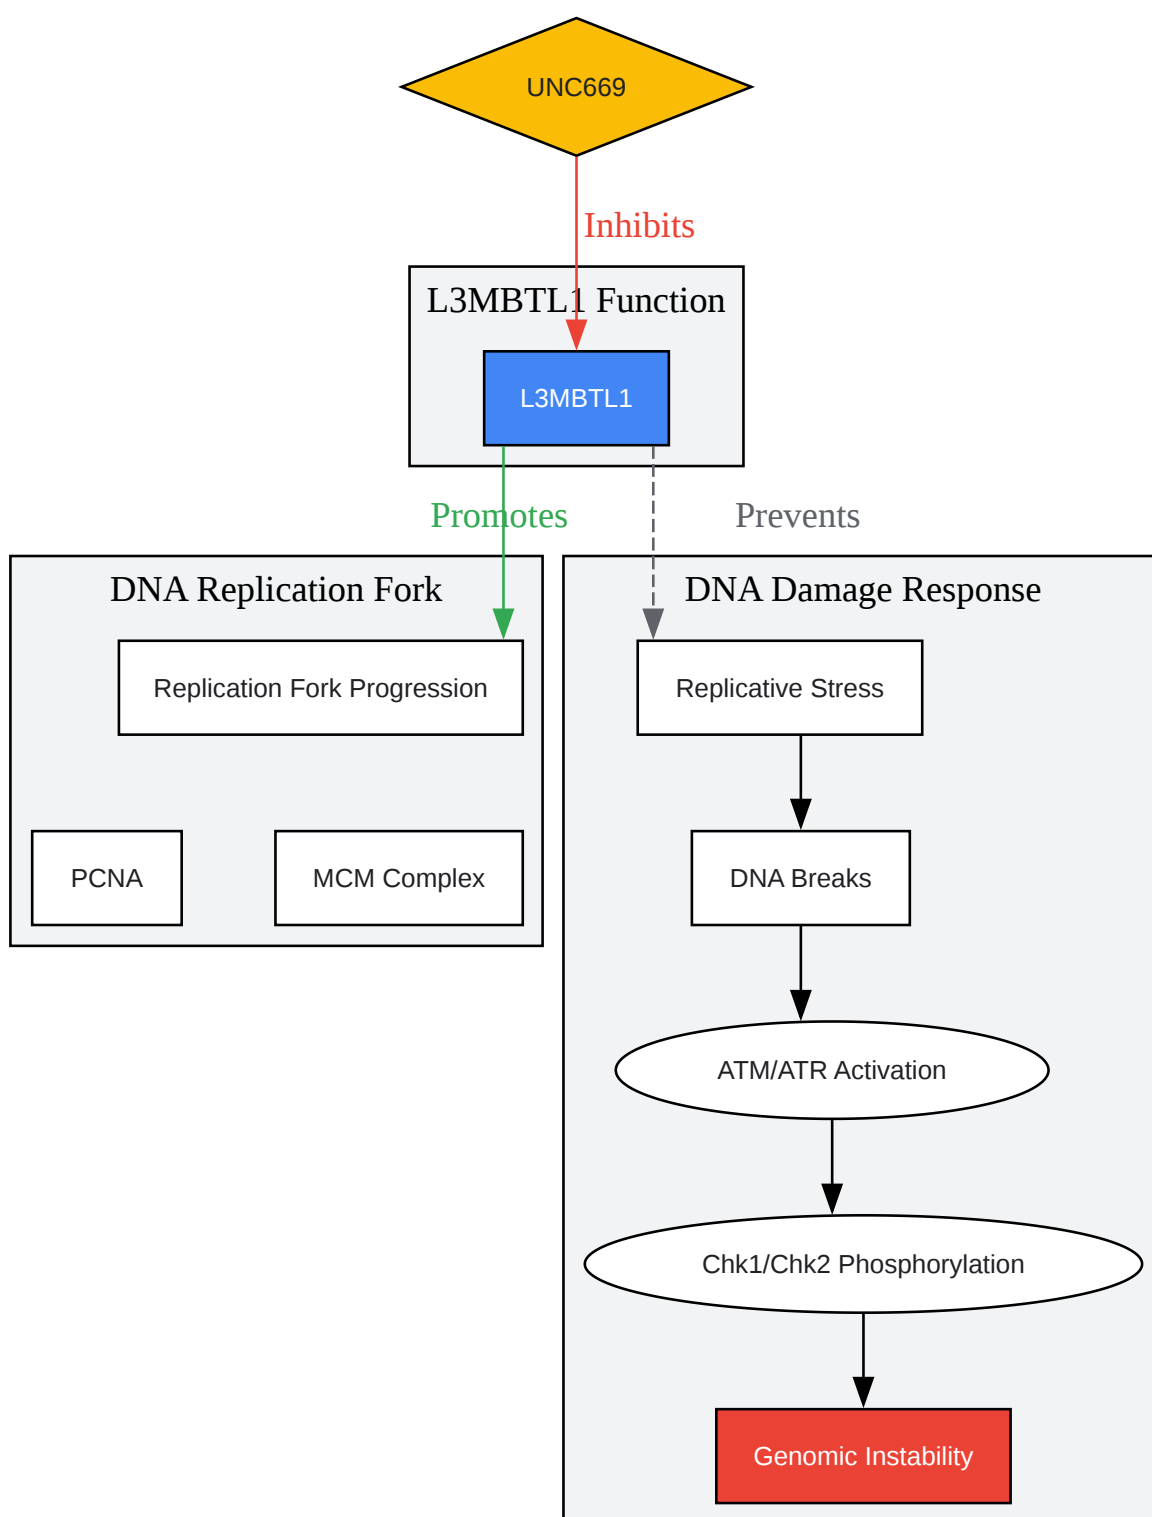 UNC669
Inhibits
L3MBTL1 Function
L3MBTL1
Promotes
Prevents
DNA Replication Fork
DNA Damage Response
Replication Fork Progression
Replicative Stress
PCNA
MCM Complex
DNA Breaks
ATM/ATR Activation
Chk1/Chk2 Phosphorylation
Genomic Instability